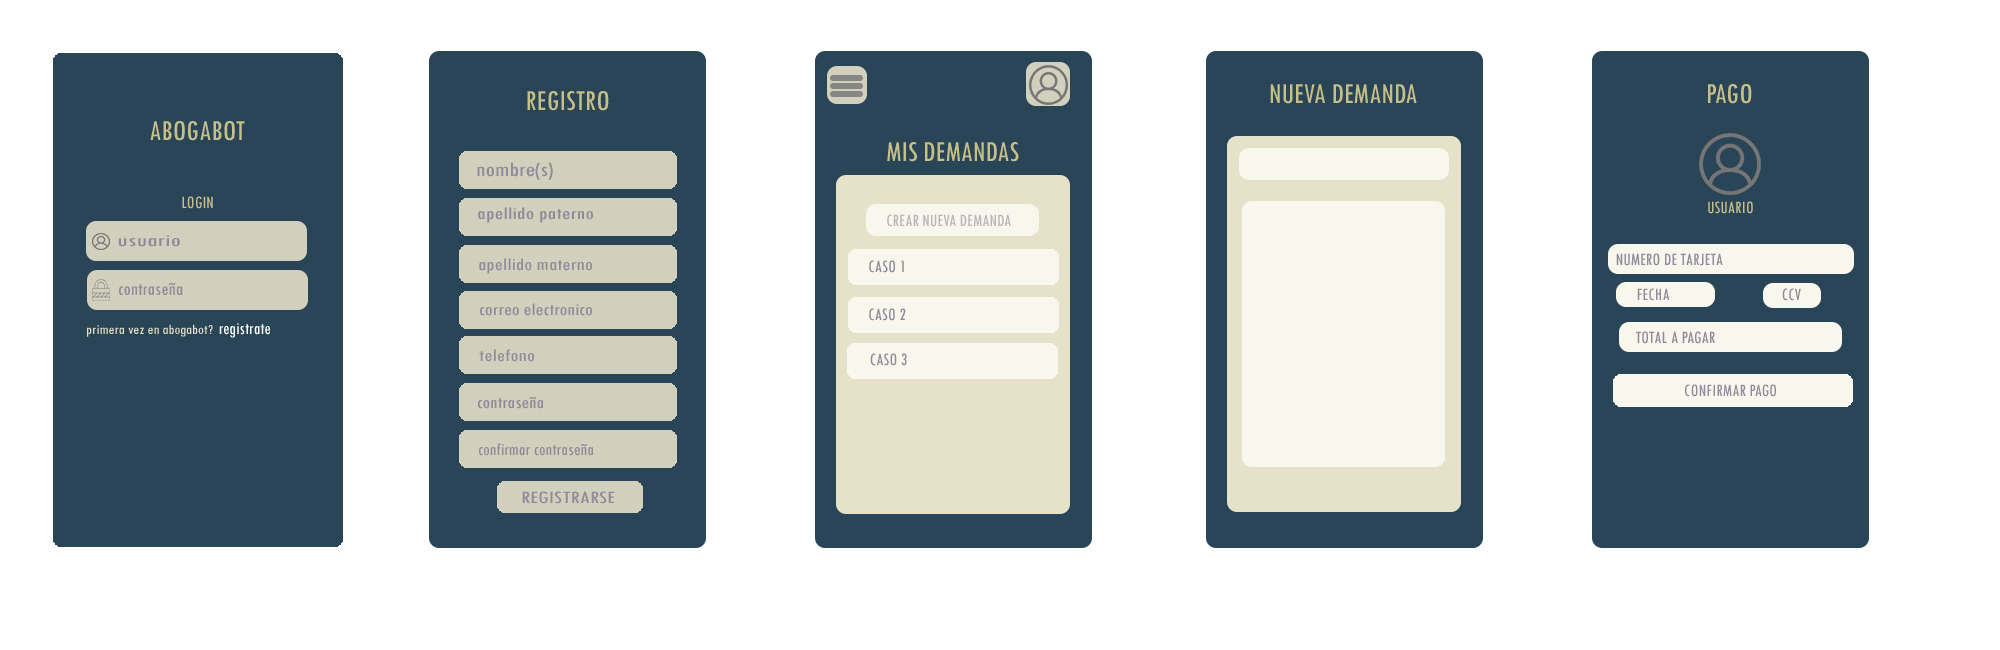 ABOGABOT
LOGIN
usuario
contraseña
primera vez en abogabot? registrate
REGISTRO
nombre(s)
apellido paterno
apellido materno
correo electronico
telefono
contraseña
confirmar contraseña
REGISTRARSE
MIS DEMANDAS
CREAR NUEVA DEMANDA
CASO 1
CASO 2
CASO 3
NUEVA DEMANDA
PAGO
USUARIO
NUMERO DE TARJETA
FECHA
CCV
TOTAL A PAGAR
CONFIRMAR PAGO